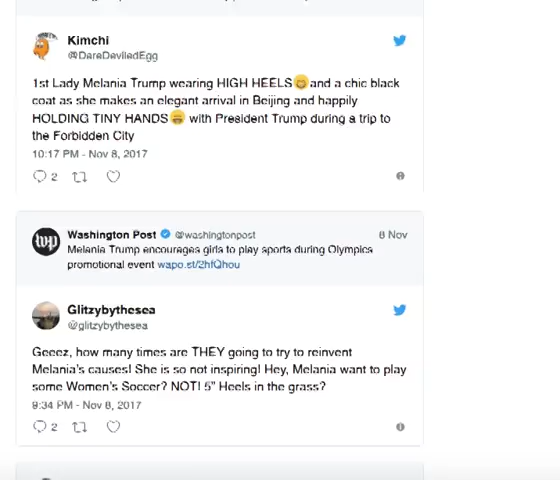 Kimchi
@DareDeviledEgg
1st Lady Melania Trump wearing HIGH HEELS😄and a chic black
coat as she makes an elegant arrival in Beijing and happily
HOLDING TINY HANDS😄 with President Trump during a trip to
the Forbidden City
10:17 PM - Nov 8, 2017
2
Washington Post @washingtonpost 8 Nov
Melania Trump encourages girls to play sports during Olympics
promotional event wapo.st/2hfQhou
Glitzybythesea
@glitzybythesea
Geeez, how many times are THEY going to try to reinvent
Melania's causes! She is so not inspiring! Hey, Melania want to play
some Women's Soccer? NOT! 5" Heels in the grass?
9:34 PM - Nov 8, 2017
2